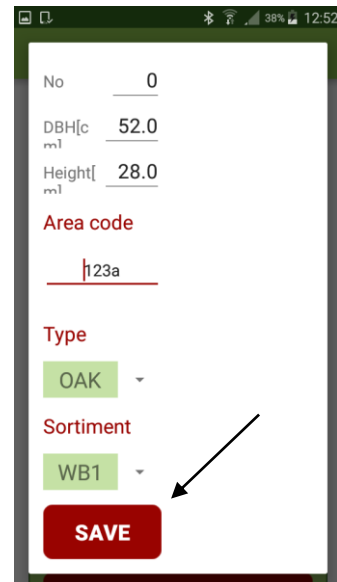 38% 12:52
No 0
DBH[c 52.0
m]
Height[ 28.0
m]
Area code
123a
Type
OAK
Sortiment
WB1
SAVE